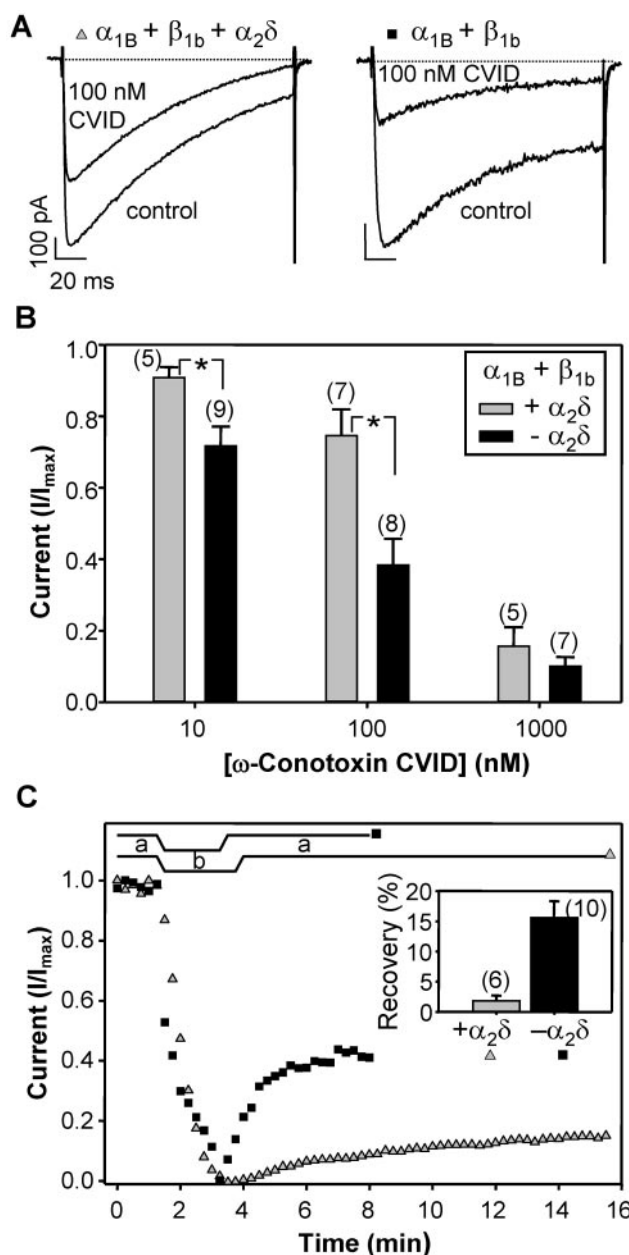 A
α1B + β1b + α2δ
α1B + β1b
100 nM
CVID
100 nM CVID
control
control
100 pA
20 ms
B
(5)
*
(9)
(7)
*
(8)
(5)
(7)
α1B + β1b
+ α2δ
- α2δ
Current (I/Imax)
0.8
0.6
0.4
0.2
0.0
10
100
1000
[ω-Conotoxin CVID] (nM)
C
a
b
a
Current (I/Imax)
1.0
0.8
0.6
0.4
0.2
0.0
0
2
4
6
8
10
12
14
16
Time (min)
Recovery (%)
20
15
10
5
0
(6)
(10)
+α2δ
–α2δ